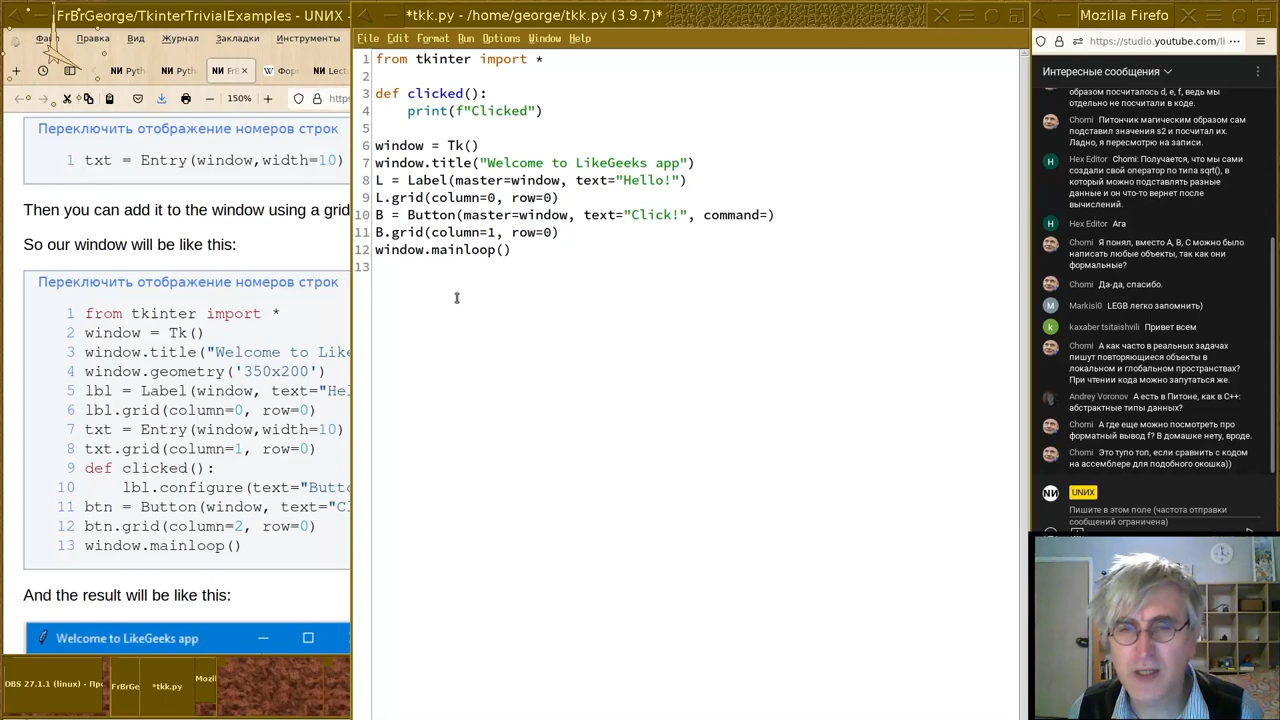 FrBrGeorge/TkinterTrivialExamples - UNИX
Правка
Вид
Журнал
Закладки
Инструменты
150%
Переключить отображение номеров строк
1 txt = Entry(window,width=10)
Then you can add it to the window using a grid
So our window will be like this:
Переключить отображение номеров строк
1 from tkinter import *
2 window = Tk()
3 window.title("Welcome to Like
4 window.geometry('350x200')
5 lbl = Label(window, text="Hel
6 lbl.grid(column=0, row=0)
7 txt = Entry(window,width=10)
8 txt.grid(column=1, row=0)
9 def clicked():
10 lbl.configure(text="Butto
11 btn = Button(window, text="Cl
12 btn.grid(column=2, row=0)
13 window.mainloop()
And the result will be like this:
Welcome to LikeGeeks app
OBS 27.1.1 (linux) - Про
FrBrGe
*tkk.py
Mozil
*tkk.py - /home/george/tkk.py (3.9.7)*
File Edit Format Run Options Window Help
1 from tkinter import *
2
3 def clicked():
4 print(f"Clicked")
5
6 window = Tk()
7 window.title("Welcome to LikeGeeks app")
8 L = Label(master=window, text="Hello!")
9 L.grid(column=0, row=0)
10 B = Button(master=window, text="Click!", command=)
11 B.grid(column=1, row=0)
12 window.mainloop()
13
Mozilla Firefo
https://studio.youtube.com/li
Интересные сообщения
образом посчиталось d, e, f, ведь мы
отдельно не посчитали в коде.
Chomi Питончик магическим образом сам
подставил значения s2 и посчитал их.
Ладно, я пересмотрю на записи.
Hex Editor Chomi: Получается, что мы сами
создали свой оператор по типа sqrt(), в
который можно подставлять разные
данные и он что-то вернет после
вычислений.
Hex Editor Ага
Chomi Я понял, вместо A, B, C можно было
написать любые объекты, так как они
формальные?
Chomi Да-да, спасибо.
Markisi0 LEGB легко запомнить)
kaxaber tsitaishvili Привет всем
Chomi А как часто в реальных задачах
пишут повторяющиеся объекты в
локальном и глобальном пространствах?
При чтении кода можно запутаться же.
Andrey Voronov А есть в Питоне, как в С++:
абстрактные типы данных?
Chomi А где еще можно посмотреть про
форматный вывод f? В домашке нету, вроде.
Chomi Это тупо топ, если сравнить с кодом
на ассемблере для подобного окошка))
UNИX
Пишите в этом поле (частота отправки
сообщений ограничена)